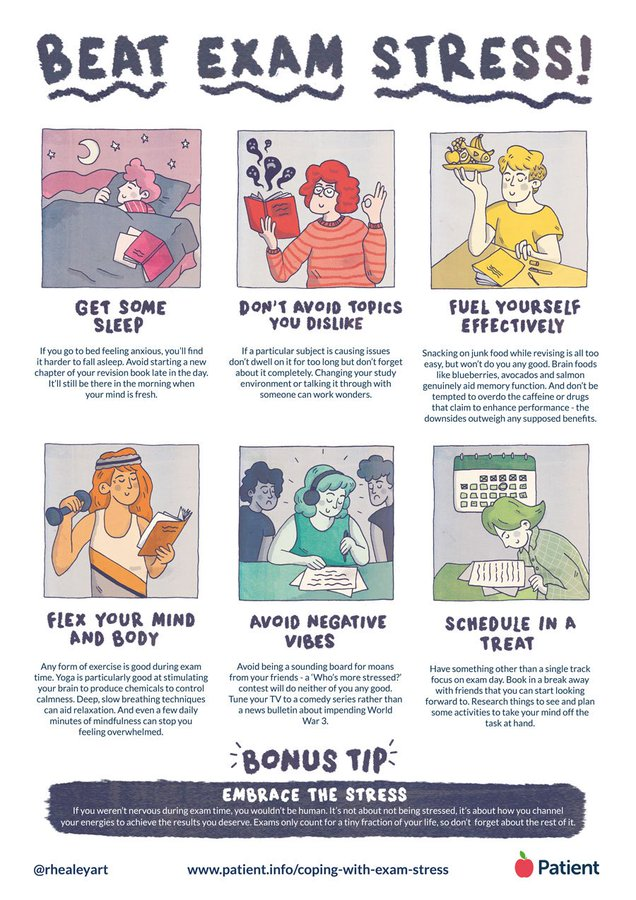 BEAT EXAM STRESS!
GET SOME
SLEEP
If you go to bed feeling anxious, you'll find
it harder to fall asleep. Avoid starting a new
chapter of your revision book late in the day.
It'll still be there in the morning when
your mind is fresh.
DON'T AVOID TOPICS
YOU DISLIKE
If a particular subject is causing issues
don't dwell on it for too long but don't forget
about it completely. Changing your study
environment or talking it through with
someone can work wonders.
FUEL YOURSELF
EFFECTIVELY
Snacking on junk food while revising is all too
easy, but won't do you any good. Brain foods
like blueberries, avocados and salmon
genuinely aid memory function. And don't be
tempted to overdo the caffeine or drugs
that claim to enhance performance - the
downsides outweigh any supposed benefits.
FLEX YOUR MIND
AND BODY
Any form of exercise is good during exam
time. Yoga is particularly good at stimulating
your brain to produce chemicals to control
calmness. Deep, slow breathing techniques
can aid relaxation. And even a few daily
minutes of mindfulness can stop you
feeling overwhelmed.
AVOID NEGATIVE
VIBES
Avoid being a sounding board for moans
from your friends - a 'Who's more stressed?'
contest will do neither of you any good.
Tune your TV to a comedy series rather than
a news bulletin about impending World
War 3.
SCHEDULE IN A
TREAT
Have something other than a single track
focus on exam day. Book in a break away
with friends that you can start looking
forward to. Research things to see and plan
some activities to take your mind off the
task at hand.
BONUS TIP
EMBRACE THE STRESS
If you weren't nervous during exam time, you wouldn't be human. It's not about not being stressed, it's about how you channel
your energies to achieve the results you deserve. Exams only count for a tiny fraction of your life, so don't forget about the rest of it.
@rhealeyart
www.patient.info/coping-with-exam-stress
Patient